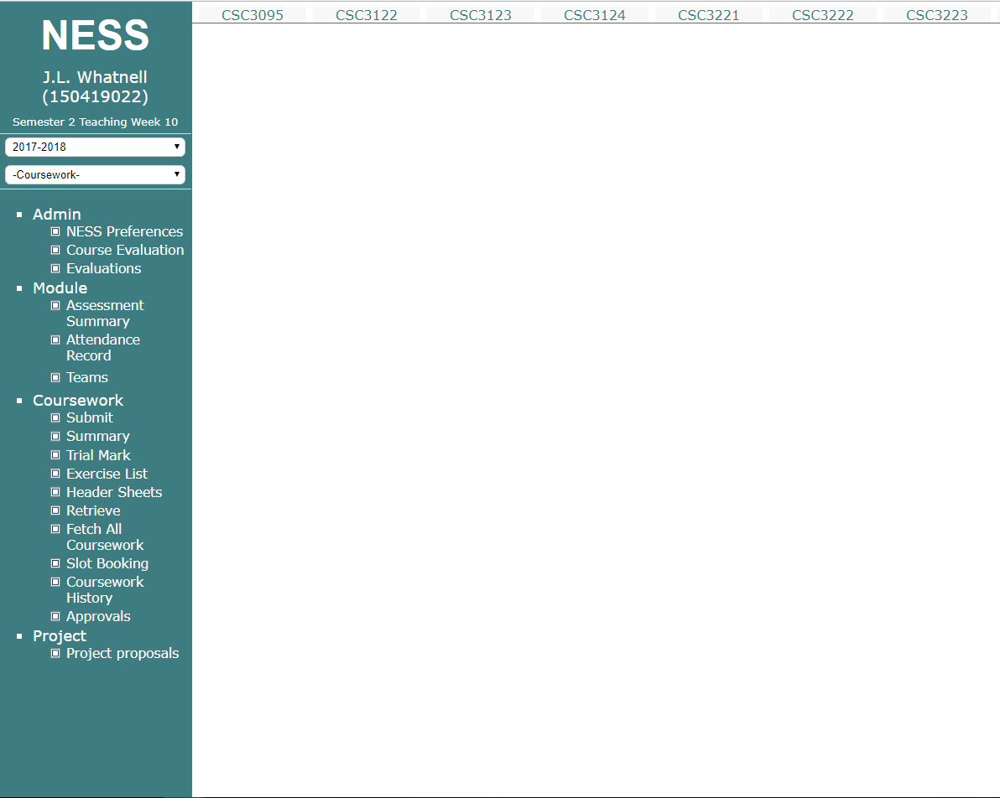 NESS
J.L. Whatnell
(150419022)
Semester 2 Teaching Week 10
2017-2018
-Coursework-
Admin
NESS Preferences
Course Evaluation
Evaluations
Module
Assessment
Summary
Attendance
Record
Teams
Coursework
Submit
Summary
Trial Mark
Exercise List
Header Sheets
Retrieve
Fetch All
Coursework
Slot Booking
Coursework
History
Approvals
Project
Project proposals
CSC3095 CSC3122 CSC3123 CSC3124 CSC3221 CSC3222 CSC3223